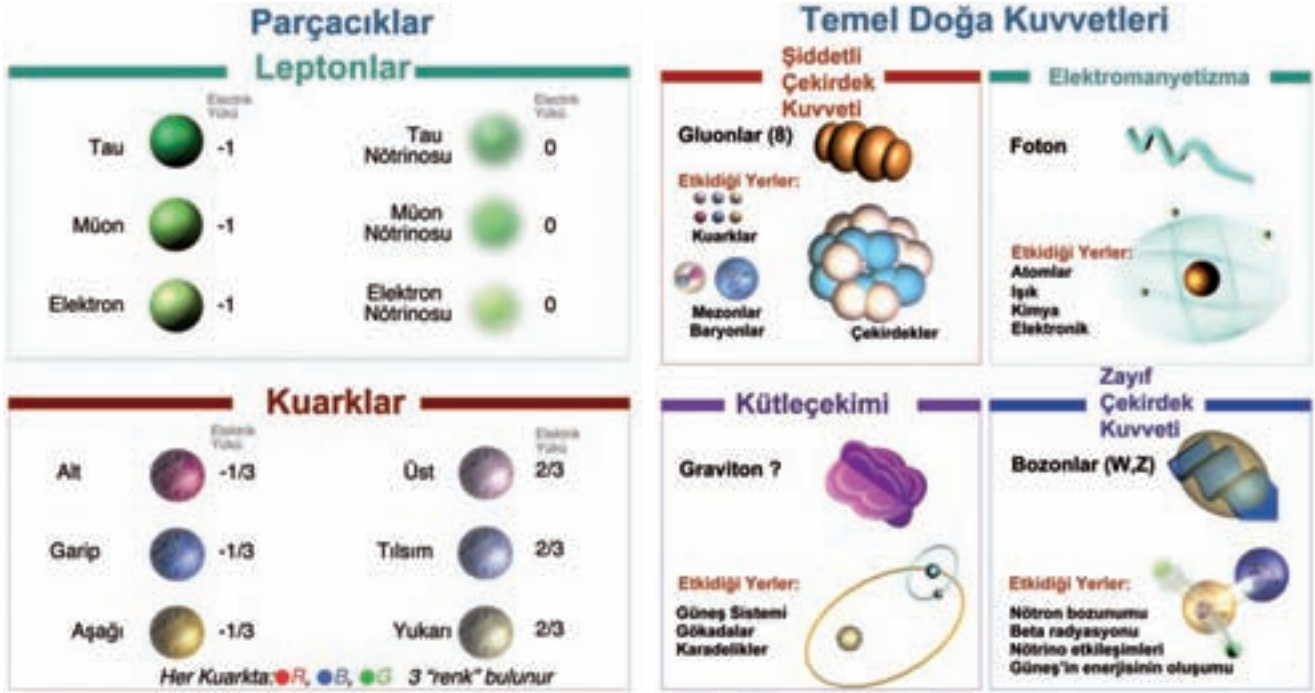 Parçacıklar
Leptonlar
Elektrik Yükü
Elektrik Yükü
Tau -1
Tau Nötrinosu 0
Müon -1
Müon Nötrinosu 0
Elektron -1
Elektron Nötrinosu 0
Kuarklar
Elektrik Yükü
Elektrik Yükü
Alt -1/3
Üst 2/3
Garip -1/3
Tılsım 2/3
Aşağı -1/3
Yukarı 2/3
Her Kuarkta: R, B, G 3 "renk" bulunur
Temel Doğa Kuvvetleri
Şiddetli
Çekirdek
Kuvveti
Gluonlar (8)
Etkidiği Yerler:
Kuarklar
Mezonlar
Baryonlar
Çekirdekler
Elektromanyetizma
Foton
Etkidiği Yerler:
Atomlar
Işık
Kimya
Elektronik
Kütleçekimi
Graviton ?
Etkidiği Yerler:
Güneş Sistemi
Gökadalar
Karadelikler
Zayıf
Çekirdek
Kuvveti
Bozonlar (W,Z)
Etkidiği Yerler:
Nötron bozunumu
Beta radyasyonu
Nötrino etkileşimleri
Güneş'in enerjisinin oluşumu